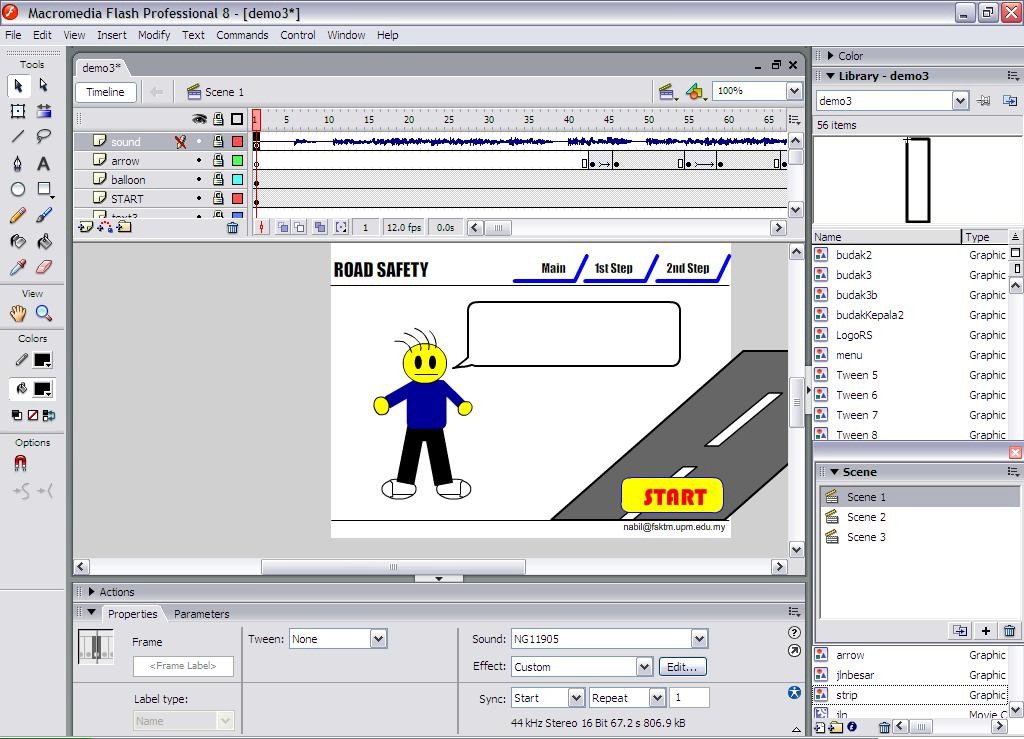 Macromedia Flash Professional 8 - [demo3*]
File Edit View Insert Modify Text Commands Control Window Help
Tools
View
Colors
Options
demo3*
Timeline
Scene 1
100%
1 5 10 15 20 25 30 35 40 45 50 55 60 65
sound
arrow
balloon
START
text3
1 12.0 fps 0.0s
ROAD SAFETY
Main 1st Step 2nd Step
START
nabil@fsktm.upm.edu.my
Actions
Properties Parameters
Frame
<Frame Label>
Label type:
Name
Tween: None
Sound: NG11905
Effect: Custom Edit...
Sync: Start Repeat 1
44 kHz Stereo 16 Bit 67.2 s 806.9 kB
Color
Library - demo3
demo3
56 items
Name Type
budak2 Graphic
budak3 Graphic
budak3b Graphic
budakKepala2 Graphic
LogoRS Graphic
menu Graphic
Tween 5 Graphic
Tween 6 Graphic
Tween 7 Graphic
Tween 8 Graphic
Scene
Scene 1
Scene 2
Scene 3
arrow Graphic
jlnbesar Graphic
strip Graphic
jln Movie C